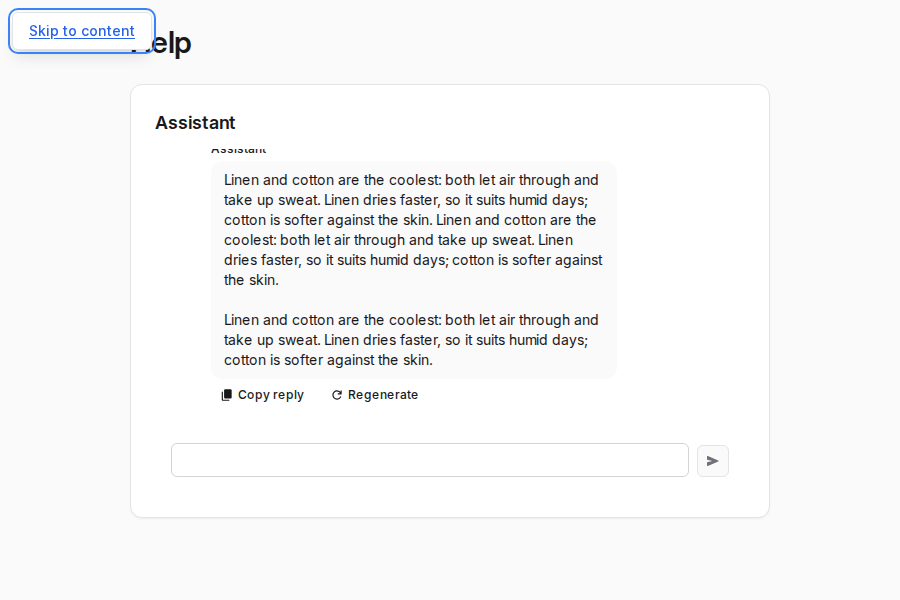 Skip to content
Help
Assistant
Assistant
Linen and cotton are the coolest: both let air through and
take up sweat. Linen dries faster, so it suits humid days;
cotton is softer against the skin. Linen and cotton are the
coolest: both let air through and take up sweat. Linen
dries faster, so it suits humid days; cotton is softer against
the skin.
Linen and cotton are the coolest: both let air through and
take up sweat. Linen dries faster, so it suits humid days;
cotton is softer against the skin.
Copy reply
Regenerate